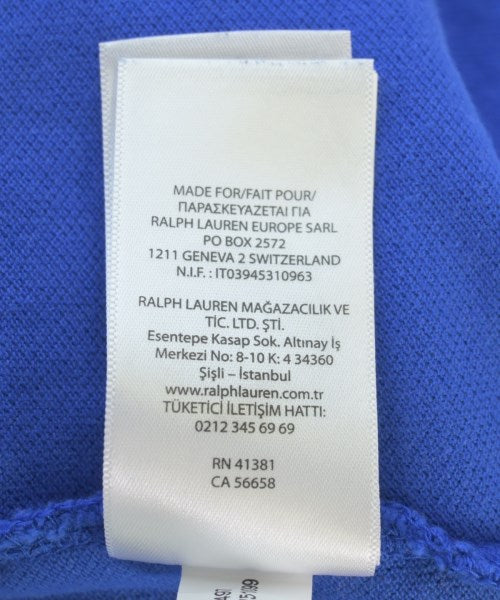 MADE FOR/FAIT POUR/
ΠΑΡΑΣΚΕΥΑΖΕΤΑΙ ΓΙΑ
RALPH LAUREN EUROPE SARL
PO BOX 2572
1211 GENEVA 2 SWITZERLAND
N.I.F. : IT03945310963
RALPH LAUREN MAĞAZACILIK VE
TİC. LTD. ŞTİ.
Esentepe Kasap Sok. Altınay İş
Merkezi No: 8-10 K: 4 34360
Şişli – İstanbul
www.ralphlauren.com.tr
TÜKETİCİ İLETİŞİM HATTI:
0212 345 69 69
RN 41381
CA 56658